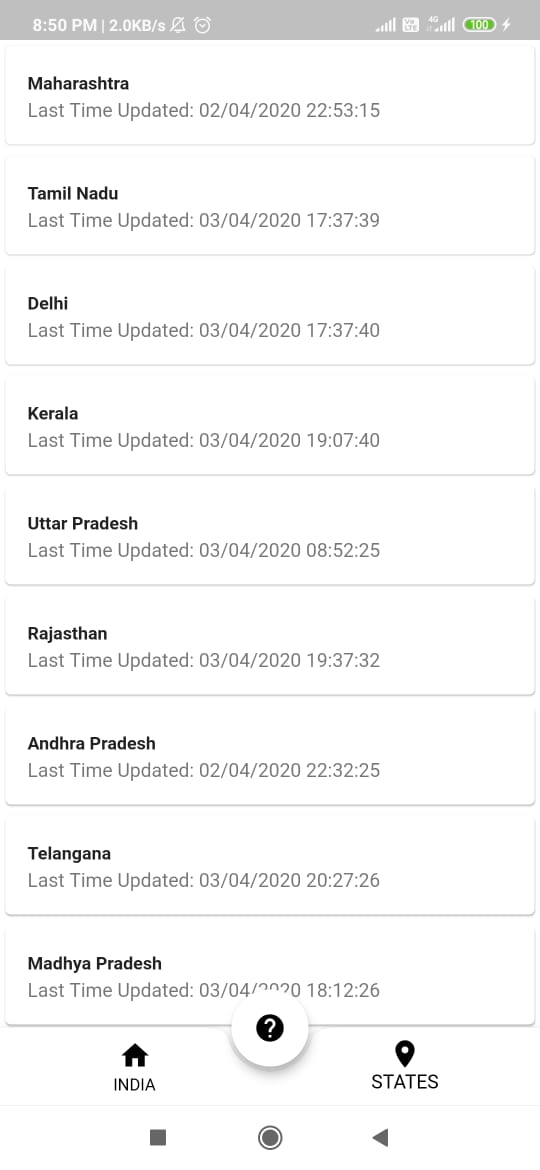 8:50 PM | 2.0KB/s
Vo
LTE
4G
100
Maharashtra
Last Time Updated: 02/04/2020 22:53:15
Tamil Nadu
Last Time Updated: 03/04/2020 17:37:39
Delhi
Last Time Updated: 03/04/2020 17:37:40
Kerala
Last Time Updated: 03/04/2020 19:07:40
Uttar Pradesh
Last Time Updated: 03/04/2020 08:52:25
Rajasthan
Last Time Updated: 03/04/2020 19:37:32
Andhra Pradesh
Last Time Updated: 02/04/2020 22:32:25
Telangana
Last Time Updated: 03/04/2020 20:27:26
Madhya Pradesh
Last Time Updated: 03/04/2020 18:12:26
?
INDIA
STATES